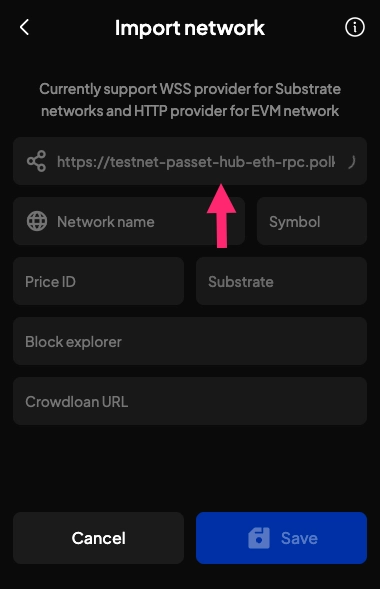 Import network
Currently support WSS provider for Substrate
networks and HTTP provider for EVM network
https://testnet-passet-hub-eth-rpc.polk
Network name
Symbol
Price ID
Substrate
Block explorer
Crowdloan URL
Cancel
Save